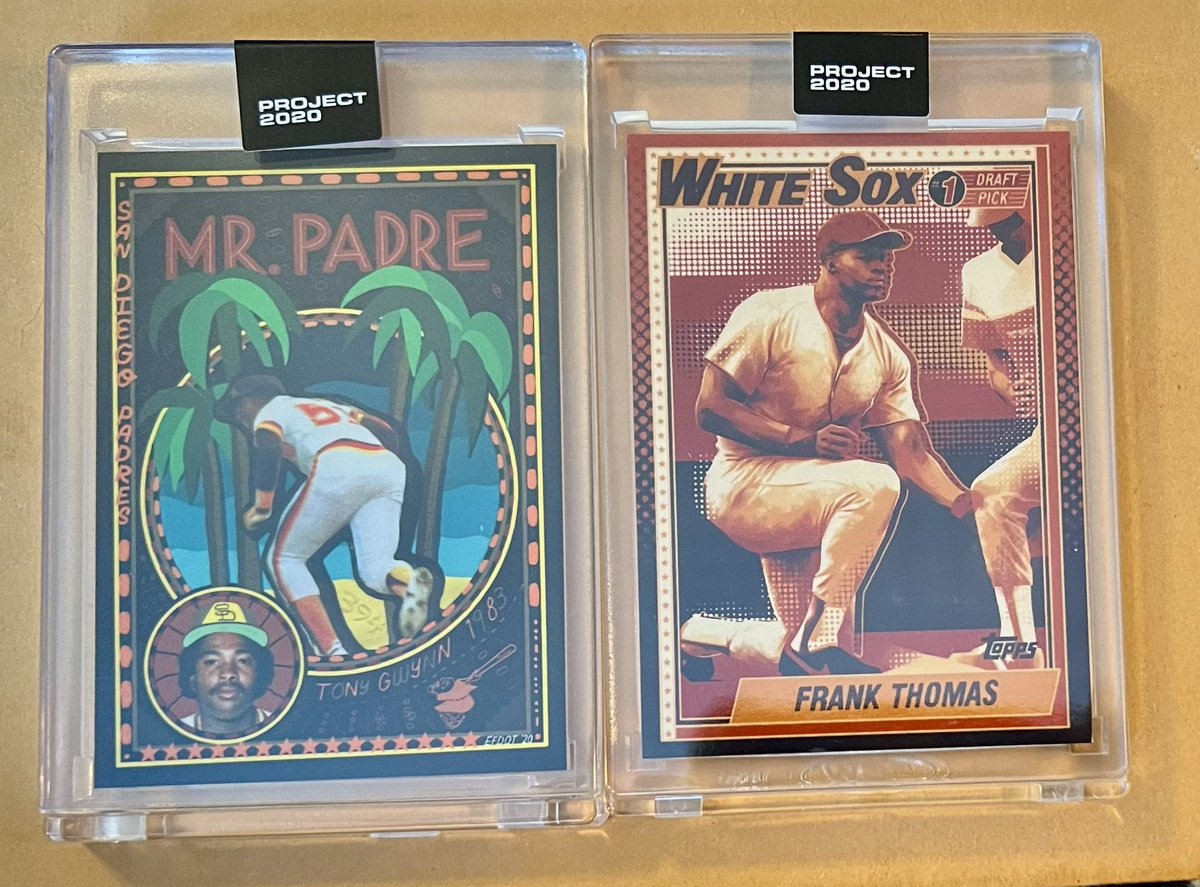 PROJECT
2020
MR. PADRE
SAN DIEGO PADRES
SD
1983
TONY GWYNN
EFDOT '20
PROJECT
2020
WHITE SOX
#1
DRAFT
PICK
Topps
FRANK THOMAS